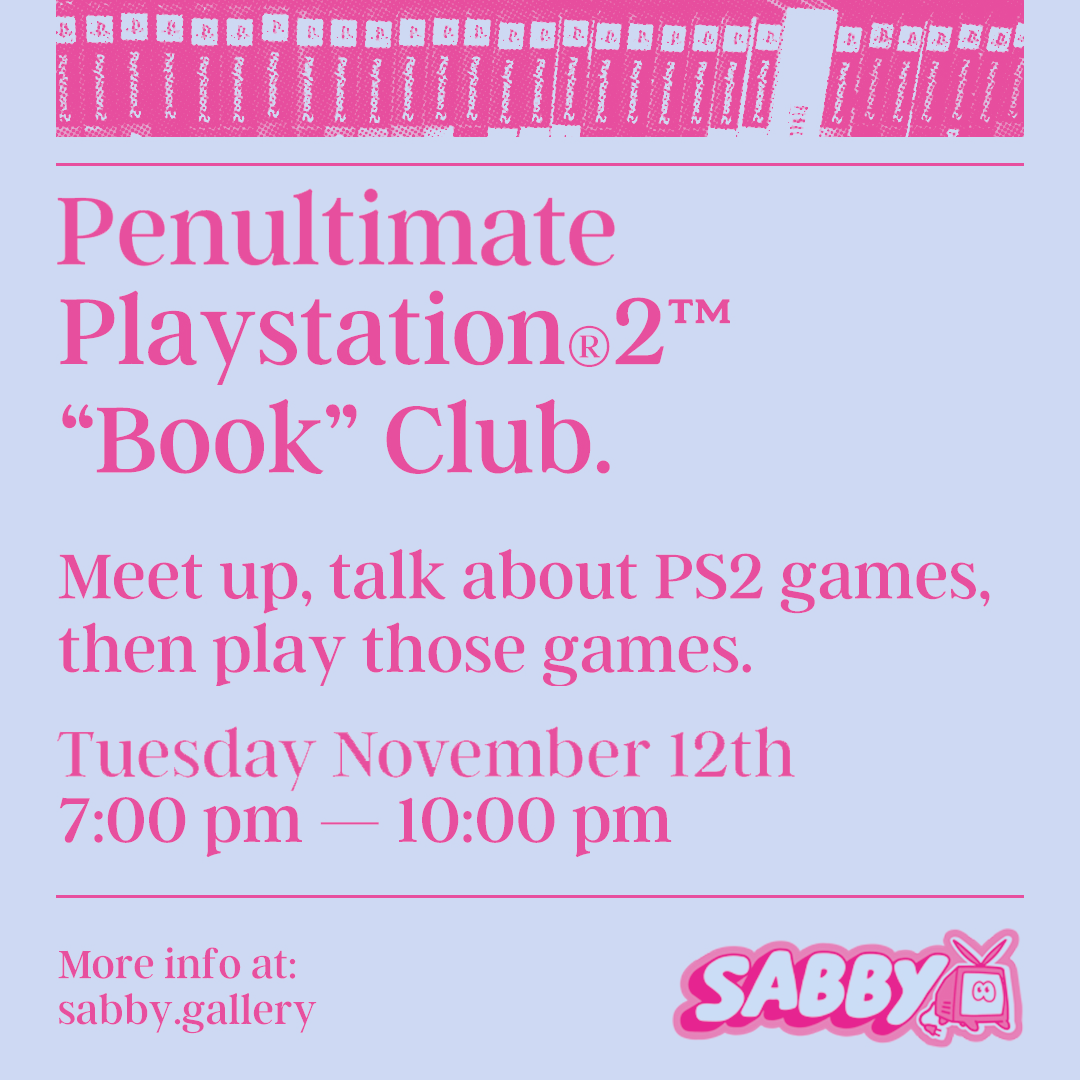 Penultimate
Playstation®2™
“Book” Club.
Meet up, talk about PS2 games,
then play those games.
Tuesday November 12th
7:00 pm — 10:00 pm
More info at:
sabby.gallery
SABBY